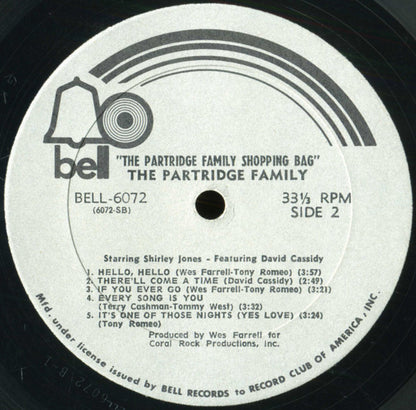 bell
"THE PARTRIDGE FAMILY SHOPPING BAG"
THE PARTRIDGE FAMILY
BELL-6072
(6072-SB)
33⅓ RPM
SIDE 2
Starring Shirley Jones - Featuring David Cassidy
1. HELLO, HELLO (Wes Farrell-Tony Romeo) (3:57)
2. THERE'LL COME A TIME (David Cassidy) (2:49)
3. IF YOU EVER GO (Wes Farrell-Tony Romeo) (3:21)
4. EVERY SONG IS YOU
(Terry Cashman-Tommy West) (3:32)
5. IT'S ONE OF THOSE NIGHTS (YES LOVE) (3:24)
(Tony Romeo)
Produced by Wes Farrell for
Coral Rock Productions, Inc.
Mfd. under license issued by BELL RECORDS to RECORD CLUB OF AMERICA, INC.